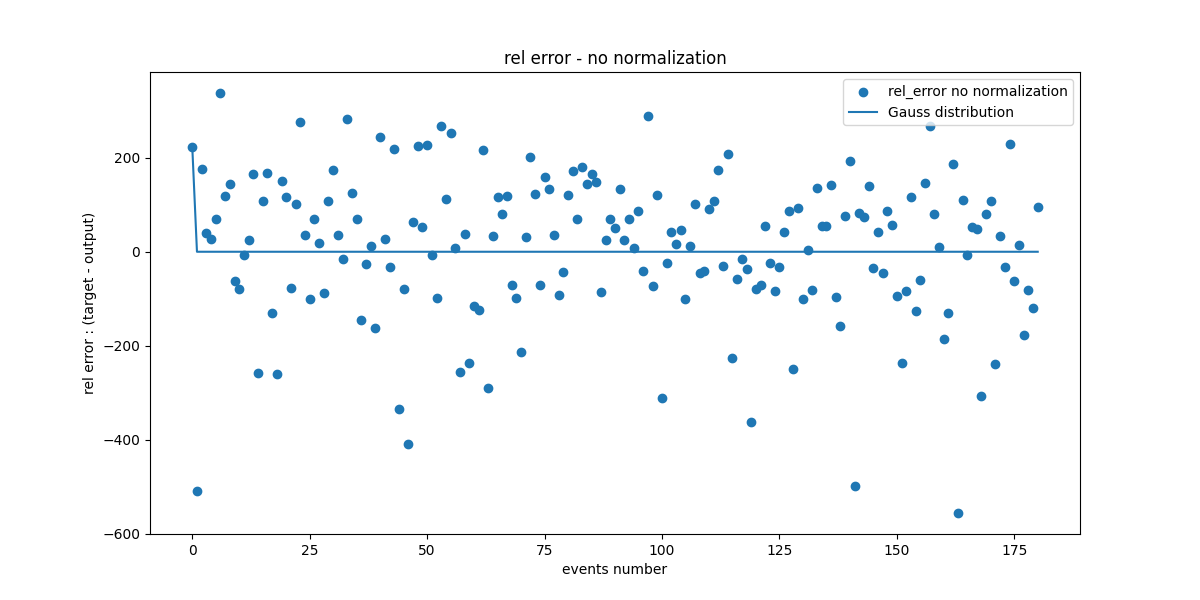 rel error - no normalization
rel_error no normalization
Gauss distribution
rel error : (target - output)
200
0
−200
−400
−600
0 25 50 75 100 125 150 175
events number